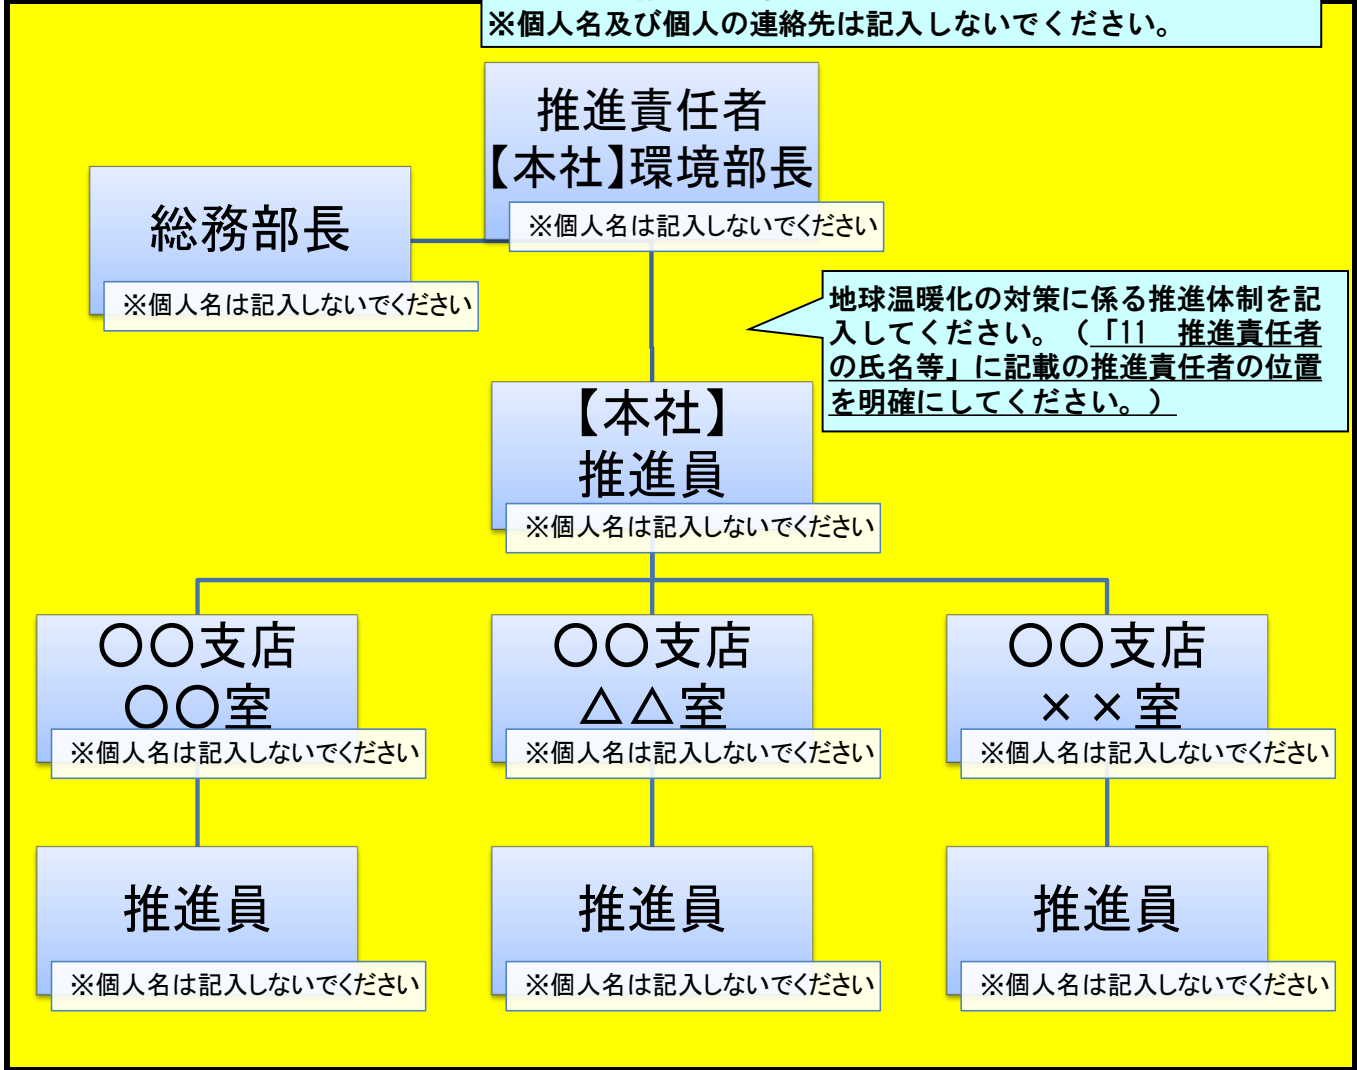 ※個人名及び個人の連絡先は記入しないでください。
推進責任者
【本社】環境部長
※個人名は記入しないでください
総務部長
※個人名は記入しないでください
地球温暖化の対策に係る推進体制を記
入してください。（「11　推進責任者
の氏名等」に記載の推進責任者の位置
を明確にしてください。）
【本社】
推進員
※個人名は記入しないでください
〇〇支店
〇〇室
※個人名は記入しないでください
〇〇支店
△△室
※個人名は記入しないでください
〇〇支店
××室
※個人名は記入しないでください
推進員
※個人名は記入しないでください
推進員
※個人名は記入しないでください
推進員
※個人名は記入しないでください